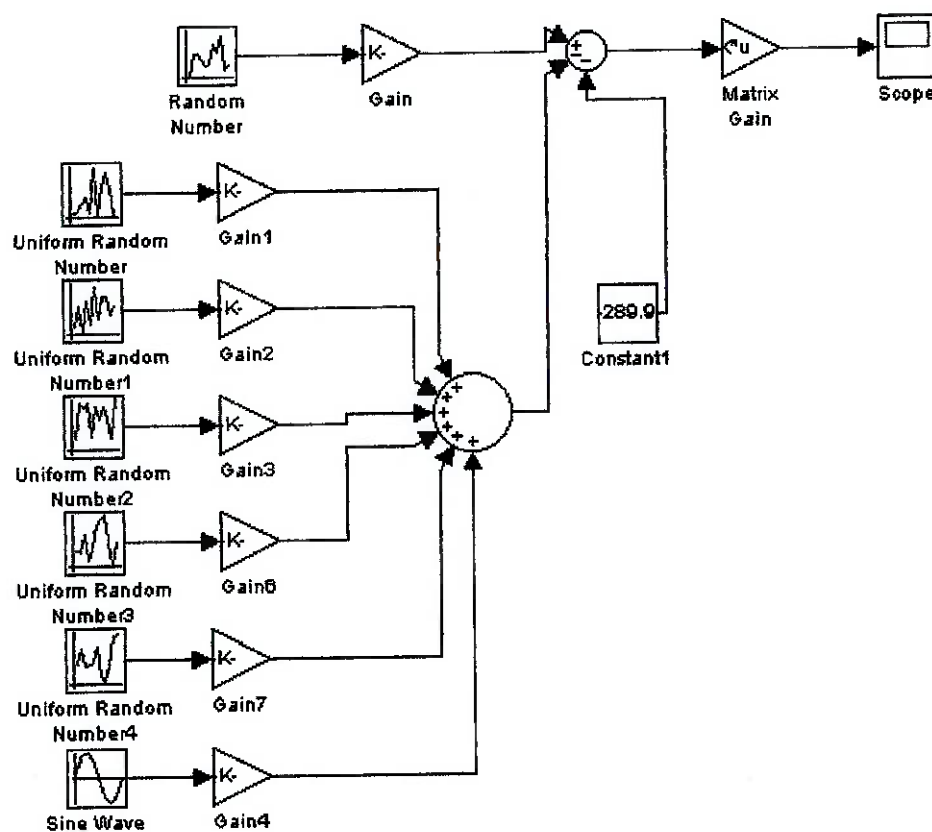 K-
u
Random
Number
Gain
Matrix
Gain
Scope
K-
Uniform Random
Number
Gain1
K-
Uniform Random
Number1
Gain2
-289.9
Constant1
K-
Uniform Random
Number2
Gain3
K-
Uniform Random
Number3
Gain6
K-
Uniform Random
Number4
Gain7
K-
Sine Wave
Gain4